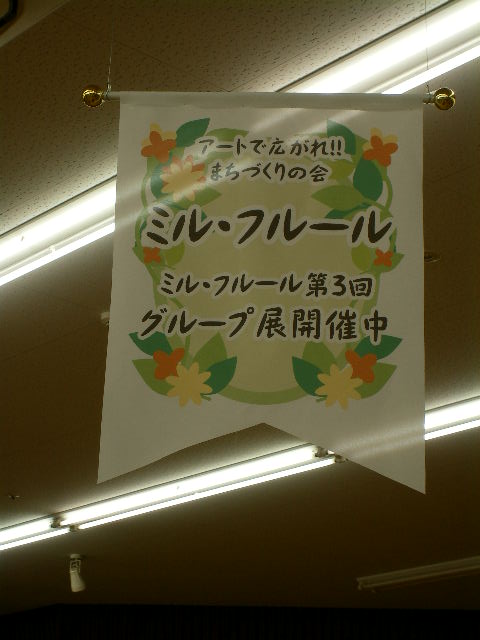 アートで広がれ!!
まちづくりの会
ミル・フルール
ミル・フルール第3回
グループ展開催中